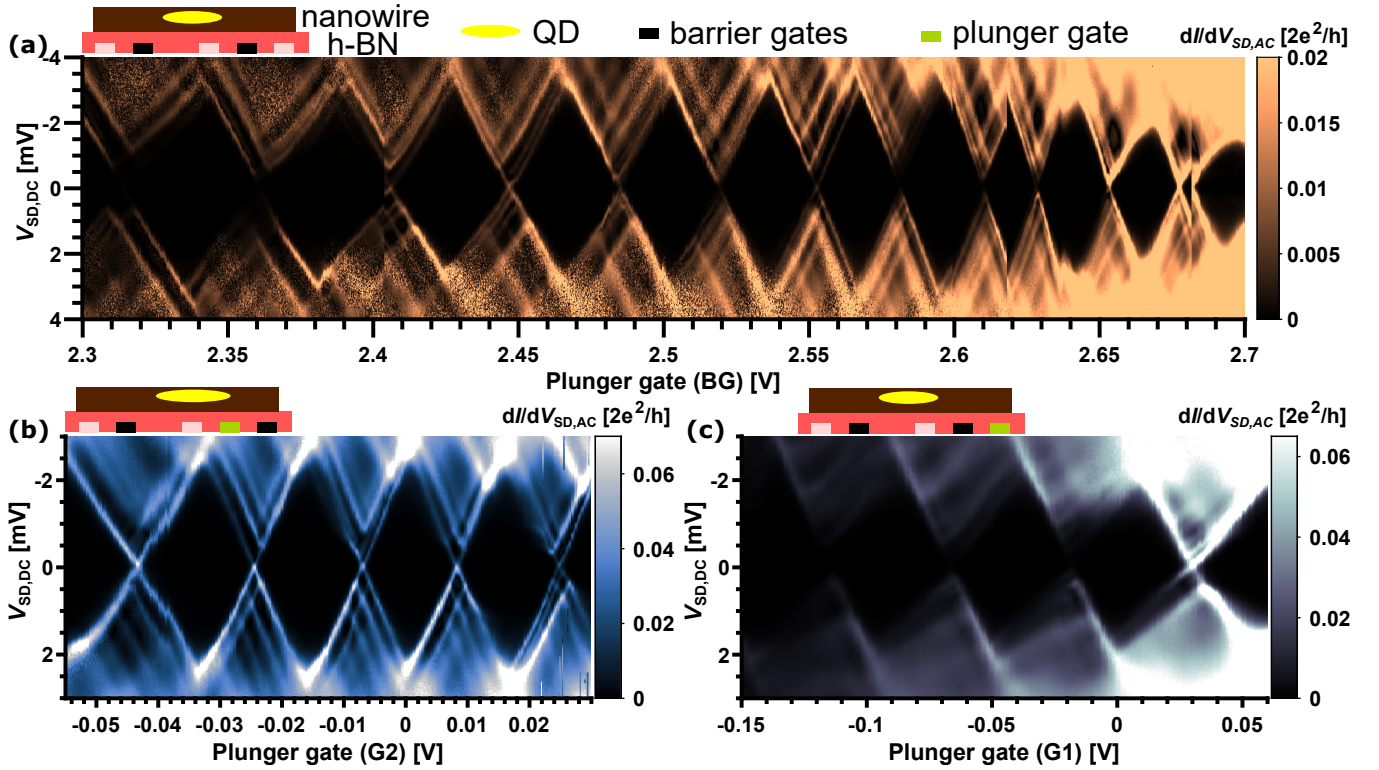 nanowire
h-BN
QD
barrier gates
plunger gate
(a)
dI/dV_SD,AC [2e²/h]
-4
-2
0
2
4
V_SD,DC [mV]
0.02
0.015
0.01
0.005
0
2.3 2.35 2.4 2.45 2.5 2.55 2.6 2.65 2.7
Plunger gate (BG) [V]
(b)
dI/dV_SD,AC [2e²/h]
-2
0
2
V_SD,DC [mV]
0.06
0.04
0.02
0
-0.05 -0.04 -0.03 -0.02 -0.01 0 0.01 0.02
Plunger gate (G2) [V]
(c)
dI/dV_SD,AC [2e²/h]
-2
0
2
V_SD,DC [mV]
0.06
0.04
0.02
0
-0.15 -0.1 -0.05 0 0.05
Plunger gate (G1) [V]